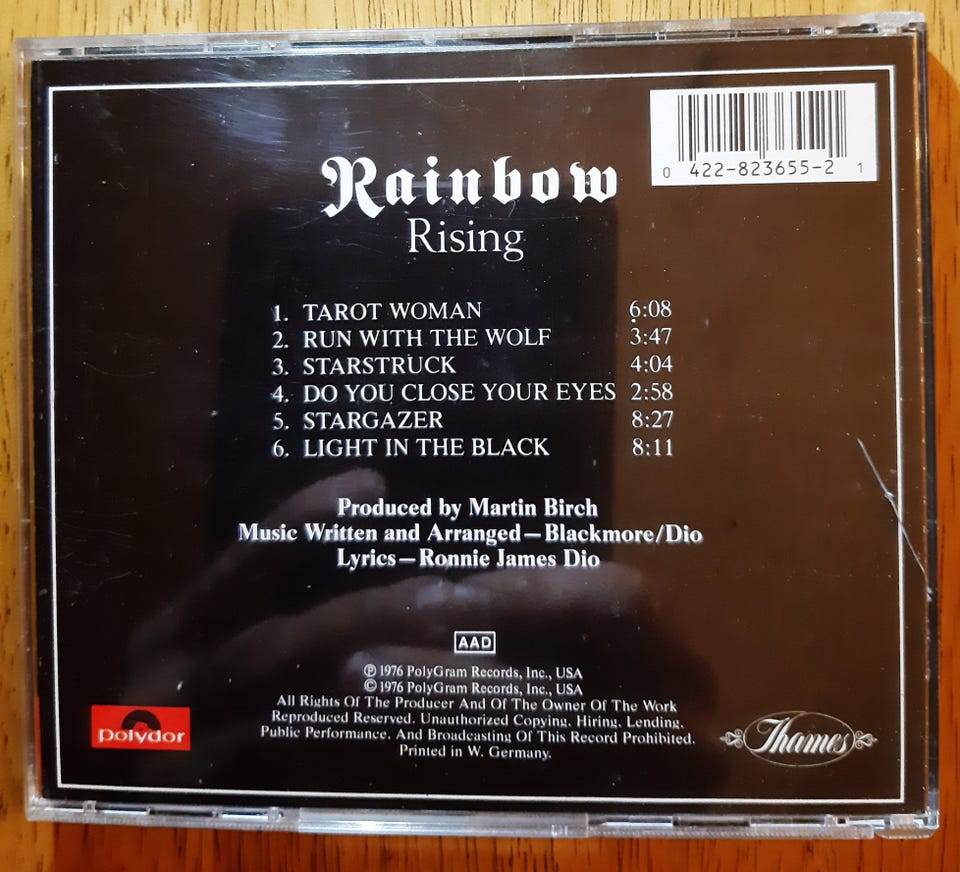 0 422-823655-2 1
Rainbow
Rising
1. TAROT WOMAN 6:08
2. RUN WITH THE WOLF 3:47
3. STARSTRUCK 4:04
4. DO YOU CLOSE YOUR EYES 2:58
5. STARGAZER 8:27
6. LIGHT IN THE BLACK 8:11
Produced by Martin Birch
Music Written and Arranged—Blackmore/Dio
Lyrics—Ronnie James Dio
AAD
℗ 1976 PolyGram Records, Inc., USA
© 1976 PolyGram Records, Inc., USA
All Rights Of The Producer And Of The Owner Of The Work
Reproduced Reserved. Unauthorized Copying, Hiring, Lending,
Public Performance, And Broadcasting Of This Record Prohibited.
Printed in W. Germany.
polydor
Thames